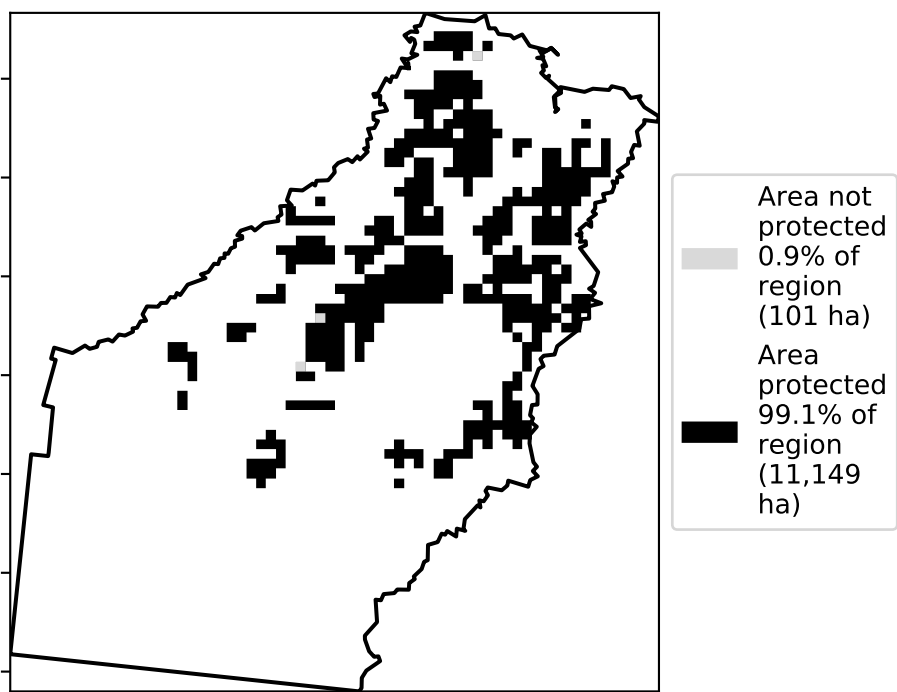 Area not
protected
0.9% of
region
(101 ha)
Area
protected
99.1% of
region
(11,149
ha)